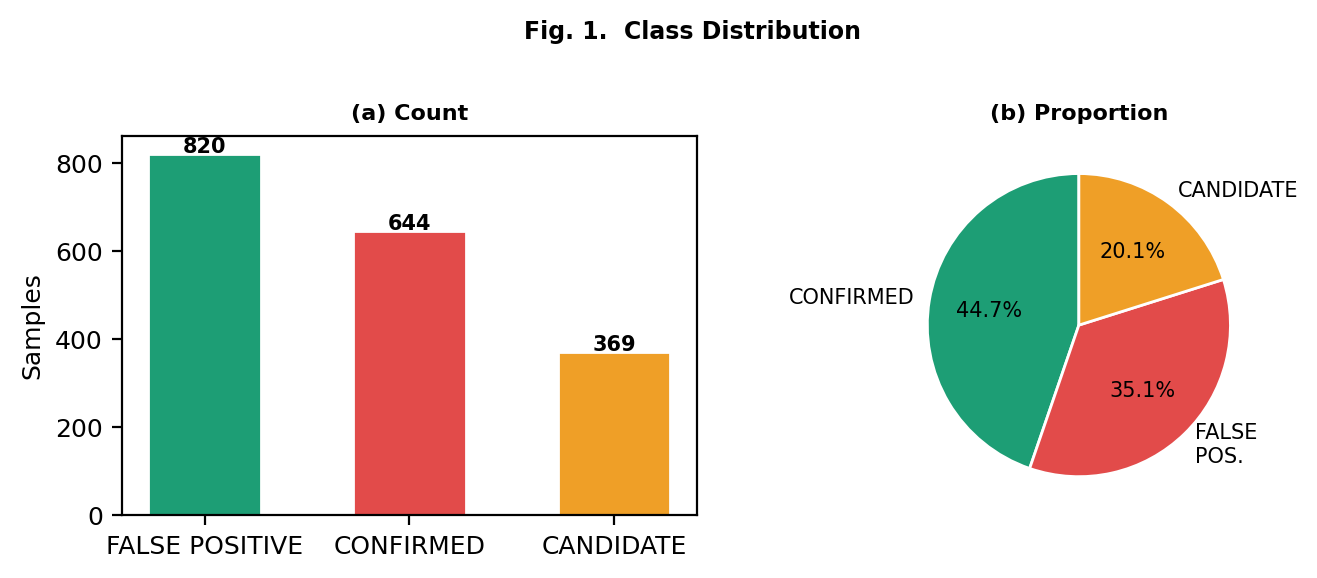 Fig. 1.  Class Distribution
(a) Count
820
644
369
800
600
400
200
0
Samples
FALSE POSITIVE
CONFIRMED
CANDIDATE
(b) Proportion
CANDIDATE
20.1%
CONFIRMED
44.7%
35.1%
FALSE
POS.